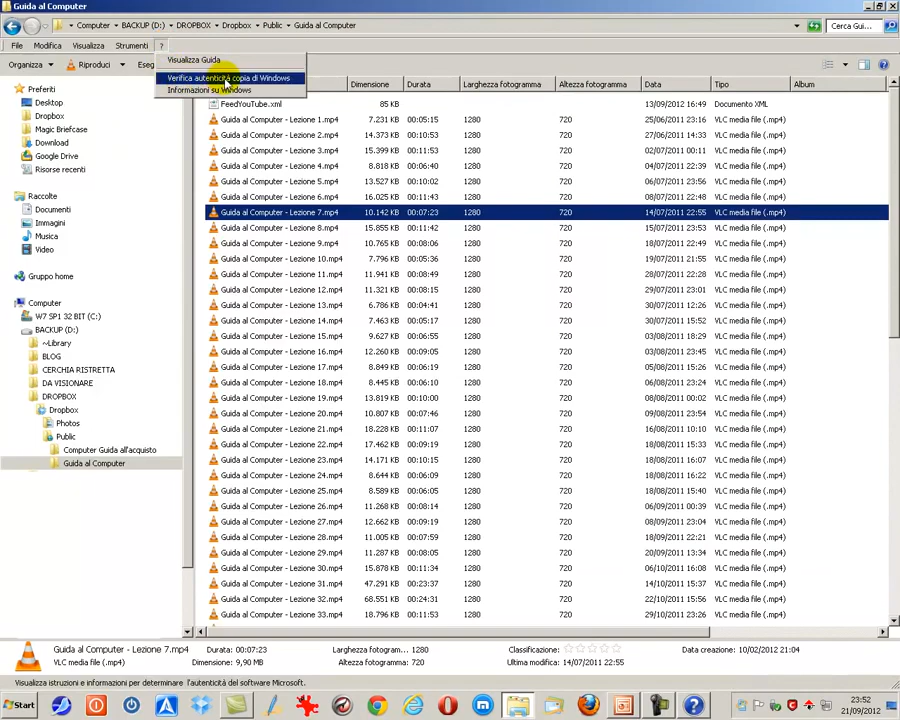 Guida al Computer
Computer ▸ BACKUP (D:) ▸ DROPBOX ▸ Dropbox ▸ Public ▸ Guida al Computer
Cerca Gui...
File Modifica Visualizza Strumenti ?
Organizza Riproduci Eseg
Visualizza Guida
Verifica autenticità copia di Windows
Informazioni su Windows
Dimensione Durata Larghezza fotogramma Altezza fotogramma Data Tipo Album
Preferiti
Desktop
Dropbox
Magic Briefcase
Download
Google Drive
Risorse recenti
Raccolte
Documenti
Immagini
Musica
Video
Gruppo home
Computer
W7 SP1 32 BIT (C:)
BACKUP (D:)
~Library
BLOG
CERCHIA RISTRETTA
DA VISIONARE
DROPBOX
Dropbox
Photos
Public
Computer Guida all'acquisto
Guida al Computer
FeedYouTube.xml 85 KB 13/09/2012 16:49 Documento XML
Guida al Computer - Lezione 1.mp4 7.231 KB 00:05:15 1280 720 25/06/2011 23:16 VLC media file (.mp4)
Guida al Computer - Lezione 2.mp4 14.373 KB 00:10:53 1280 720 27/06/2011 14:33 VLC media file (.mp4)
Guida al Computer - Lezione 3.mp4 15.399 KB 00:11:53 1280 720 02/07/2011 00:11 VLC media file (.mp4)
Guida al Computer - Lezione 4.mp4 8.818 KB 00:06:40 1280 720 04/07/2011 22:39 VLC media file (.mp4)
Guida al Computer - Lezione 5.mp4 13.527 KB 00:10:02 1280 720 06/07/2011 23:56 VLC media file (.mp4)
Guida al Computer - Lezione 6.mp4 16.025 KB 00:11:43 1280 720 08/07/2011 22:48 VLC media file (.mp4)
Guida al Computer - Lezione 7.mp4 10.142 KB 00:07:23 1280 720 14/07/2011 22:55 VLC media file (.mp4)
Guida al Computer - Lezione 8.mp4 15.855 KB 00:11:42 1280 720 15/07/2011 23:53 VLC media file (.mp4)
Guida al Computer - Lezione 9.mp4 10.765 KB 00:08:06 1280 720 18/07/2011 22:49 VLC media file (.mp4)
Guida al Computer - Lezione 10.mp4 7.796 KB 00:05:36 1280 720 19/07/2011 21:55 VLC media file (.mp4)
Guida al Computer - Lezione 11.mp4 11.941 KB 00:08:49 1280 720 28/07/2011 22:28 VLC media file (.mp4)
Guida al Computer - Lezione 12.mp4 11.321 KB 00:08:15 1280 720 29/07/2011 23:01 VLC media file (.mp4)
Guida al Computer - Lezione 13.mp4 6.786 KB 00:04:41 1280 720 30/07/2011 12:26 VLC media file (.mp4)
Guida al Computer - Lezione 14.mp4 7.463 KB 00:05:17 1280 720 30/07/2011 15:52 VLC media file (.mp4)
Guida al Computer - Lezione 15.mp4 9.627 KB 00:06:55 1280 720 03/08/2011 18:29 VLC media file (.mp4)
Guida al Computer - Lezione 16.mp4 12.260 KB 00:09:05 1280 720 03/08/2011 23:45 VLC media file (.mp4)
Guida al Computer - Lezione 17.mp4 8.849 KB 00:06:19 1280 720 05/08/2011 15:26 VLC media file (.mp4)
Guida al Computer - Lezione 18.mp4 8.445 KB 00:06:10 1280 720 06/08/2011 23:24 VLC media file (.mp4)
Guida al Computer - Lezione 19.mp4 13.819 KB 00:10:00 1280 720 08/08/2011 00:02 VLC media file (.mp4)
Guida al Computer - Lezione 20.mp4 10.807 KB 00:07:46 1280 720 09/08/2011 23:54 VLC media file (.mp4)
Guida al Computer - Lezione 21.mp4 18.228 KB 00:11:07 1280 720 16/08/2011 10:10 VLC media file (.mp4)
Guida al Computer - Lezione 22.mp4 17.462 KB 00:09:19 1280 720 18/08/2011 15:33 VLC media file (.mp4)
Guida al Computer - Lezione 23.mp4 14.171 KB 00:10:15 1280 720 18/08/2011 16:07 VLC media file (.mp4)
Guida al Computer - Lezione 24.mp4 8.644 KB 00:06:09 1280 720 18/08/2011 16:22 VLC media file (.mp4)
Guida al Computer - Lezione 25.mp4 8.589 KB 00:06:05 1280 720 18/08/2011 15:40 VLC media file (.mp4)
Guida al Computer - Lezione 26.mp4 11.298 KB 00:08:11 1280 720 06/09/2011 00:39 VLC media file (.mp4)
Guida al Computer - Lezione 27.mp4 12.662 KB 00:09:19 1280 720 08/09/2011 23:04 VLC media file (.mp4)
Guida al Computer - Lezione 28.mp4 11.005 KB 00:07:59 1280 720 18/09/2011 22:21 VLC media file (.mp4)
Guida al Computer - Lezione 29.mp4 11.287 KB 00:08:05 1280 720 20/09/2011 13:34 VLC media file (.mp4)
Guida al Computer - Lezione 30.mp4 15.878 KB 00:11:34 1280 720 06/10/2011 16:08 VLC media file (.mp4)
Guida al Computer - Lezione 31.mp4 47.291 KB 00:23:37 1280 720 14/10/2011 15:37 VLC media file (.mp4)
Guida al Computer - Lezione 32.mp4 68.551 KB 00:24:31 1280 720 22/10/2011 15:56 VLC media file (.mp4)
Guida al Computer - Lezione 33.mp4 18.796 KB 00:11:53 1280 720 29/10/2011 23:26 VLC media file (.mp4)
Guida al Computer - Lezione 7.mp4 Durata: 00:07:23 Larghezza fotogram... 1280 Classificazione: Data creazione: 10/02/2012 21:04
VLC media file (.mp4) Dimensione: 9,90 MB Altezza fotogramma: 720 Ultima modifica: 14/07/2011 22:55
Visualizza istruzioni e informazioni per determinare l'autenticità del software Microsoft.
Start
23:52
21/09/2012